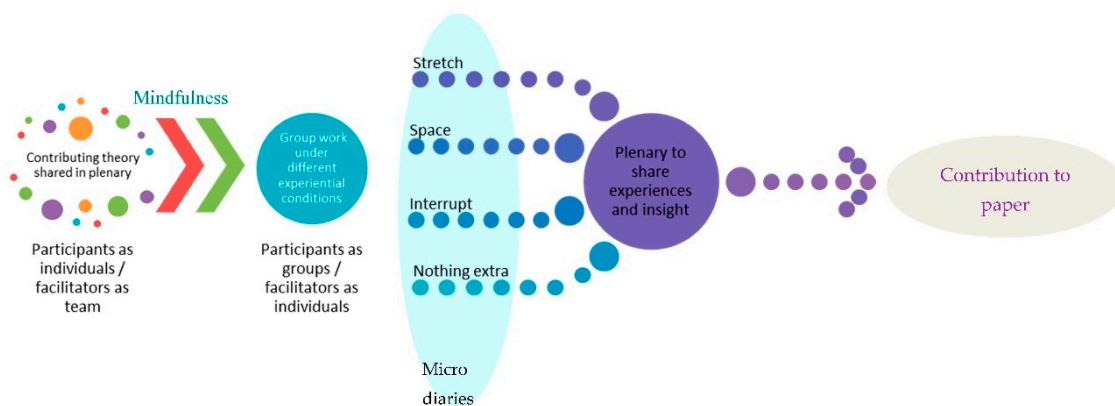 Mindfulness
Contributing theory
shared in plenary
Participants as
individuals /
facilitators as
team
Group work
under
different
experiential
conditions
Participants as
groups /
facilitators as
individuals
Stretch
Space
Interrupt
Nothing extra
Micro
diaries
Plenary to
share
experiences
and insight
Contribution to
paper